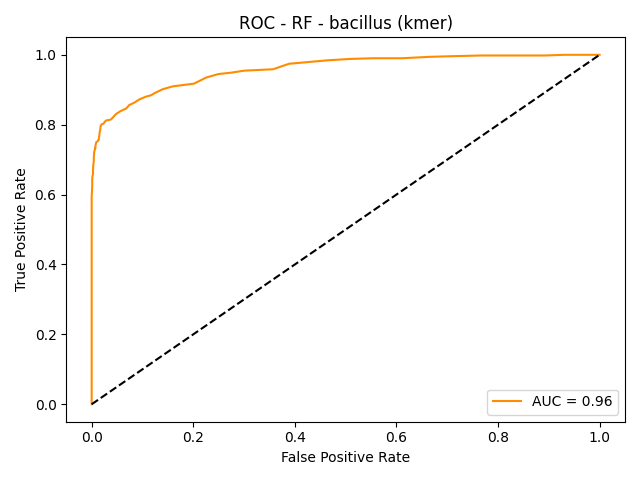 ROC - RF - bacillus (kmer)
True Positive Rate
1.0
0.8
0.6
0.4
0.2
0.0
0.0 0.2 0.4 0.6 0.8 1.0
False Positive Rate
AUC = 0.96